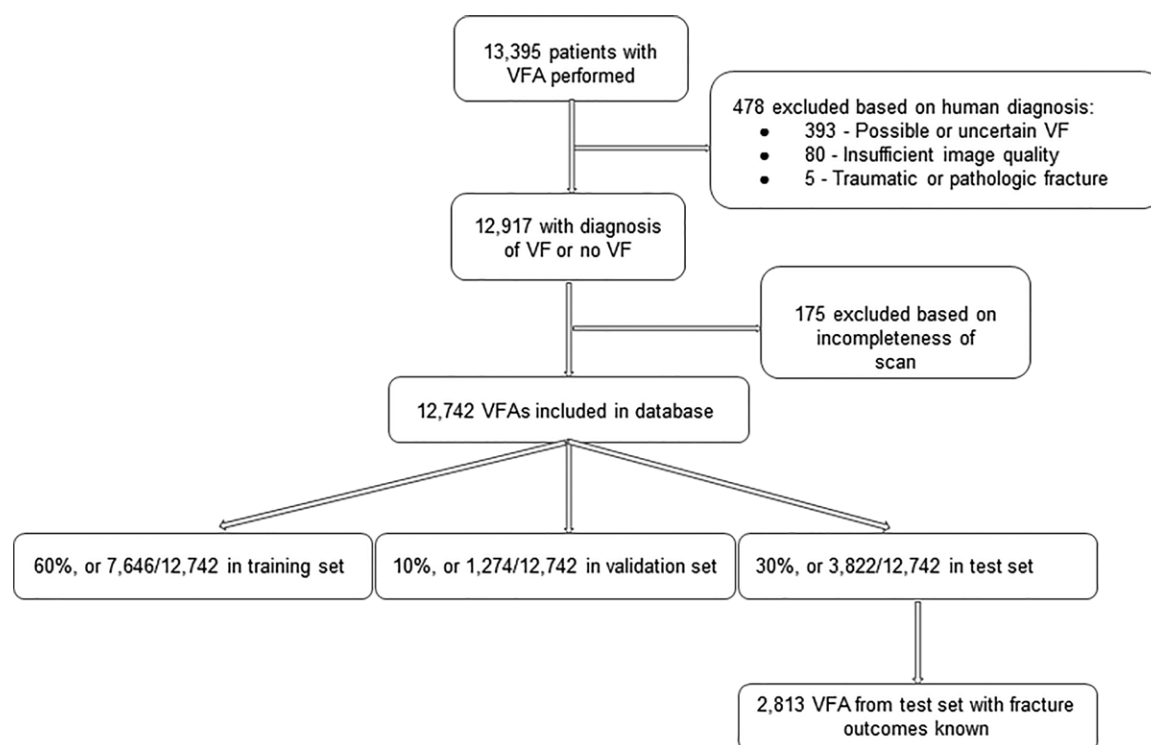 13,395 patients with
VFA performed
478 excluded based on human diagnosis:
• 393 - Possible or uncertain VF
• 80 - Insufficient image quality
• 5 - Traumatic or pathologic fracture
12,917 with diagnosis
of VF or no VF
175 excluded based on
incompleteness of
scan
12,742 VFAs included in database
60%, or 7,646/12,742 in training set
10%, or 1,274/12,742 in validation set
30%, or 3,822/12,742 in test set
2,813 VFA from test set with fracture
outcomes known